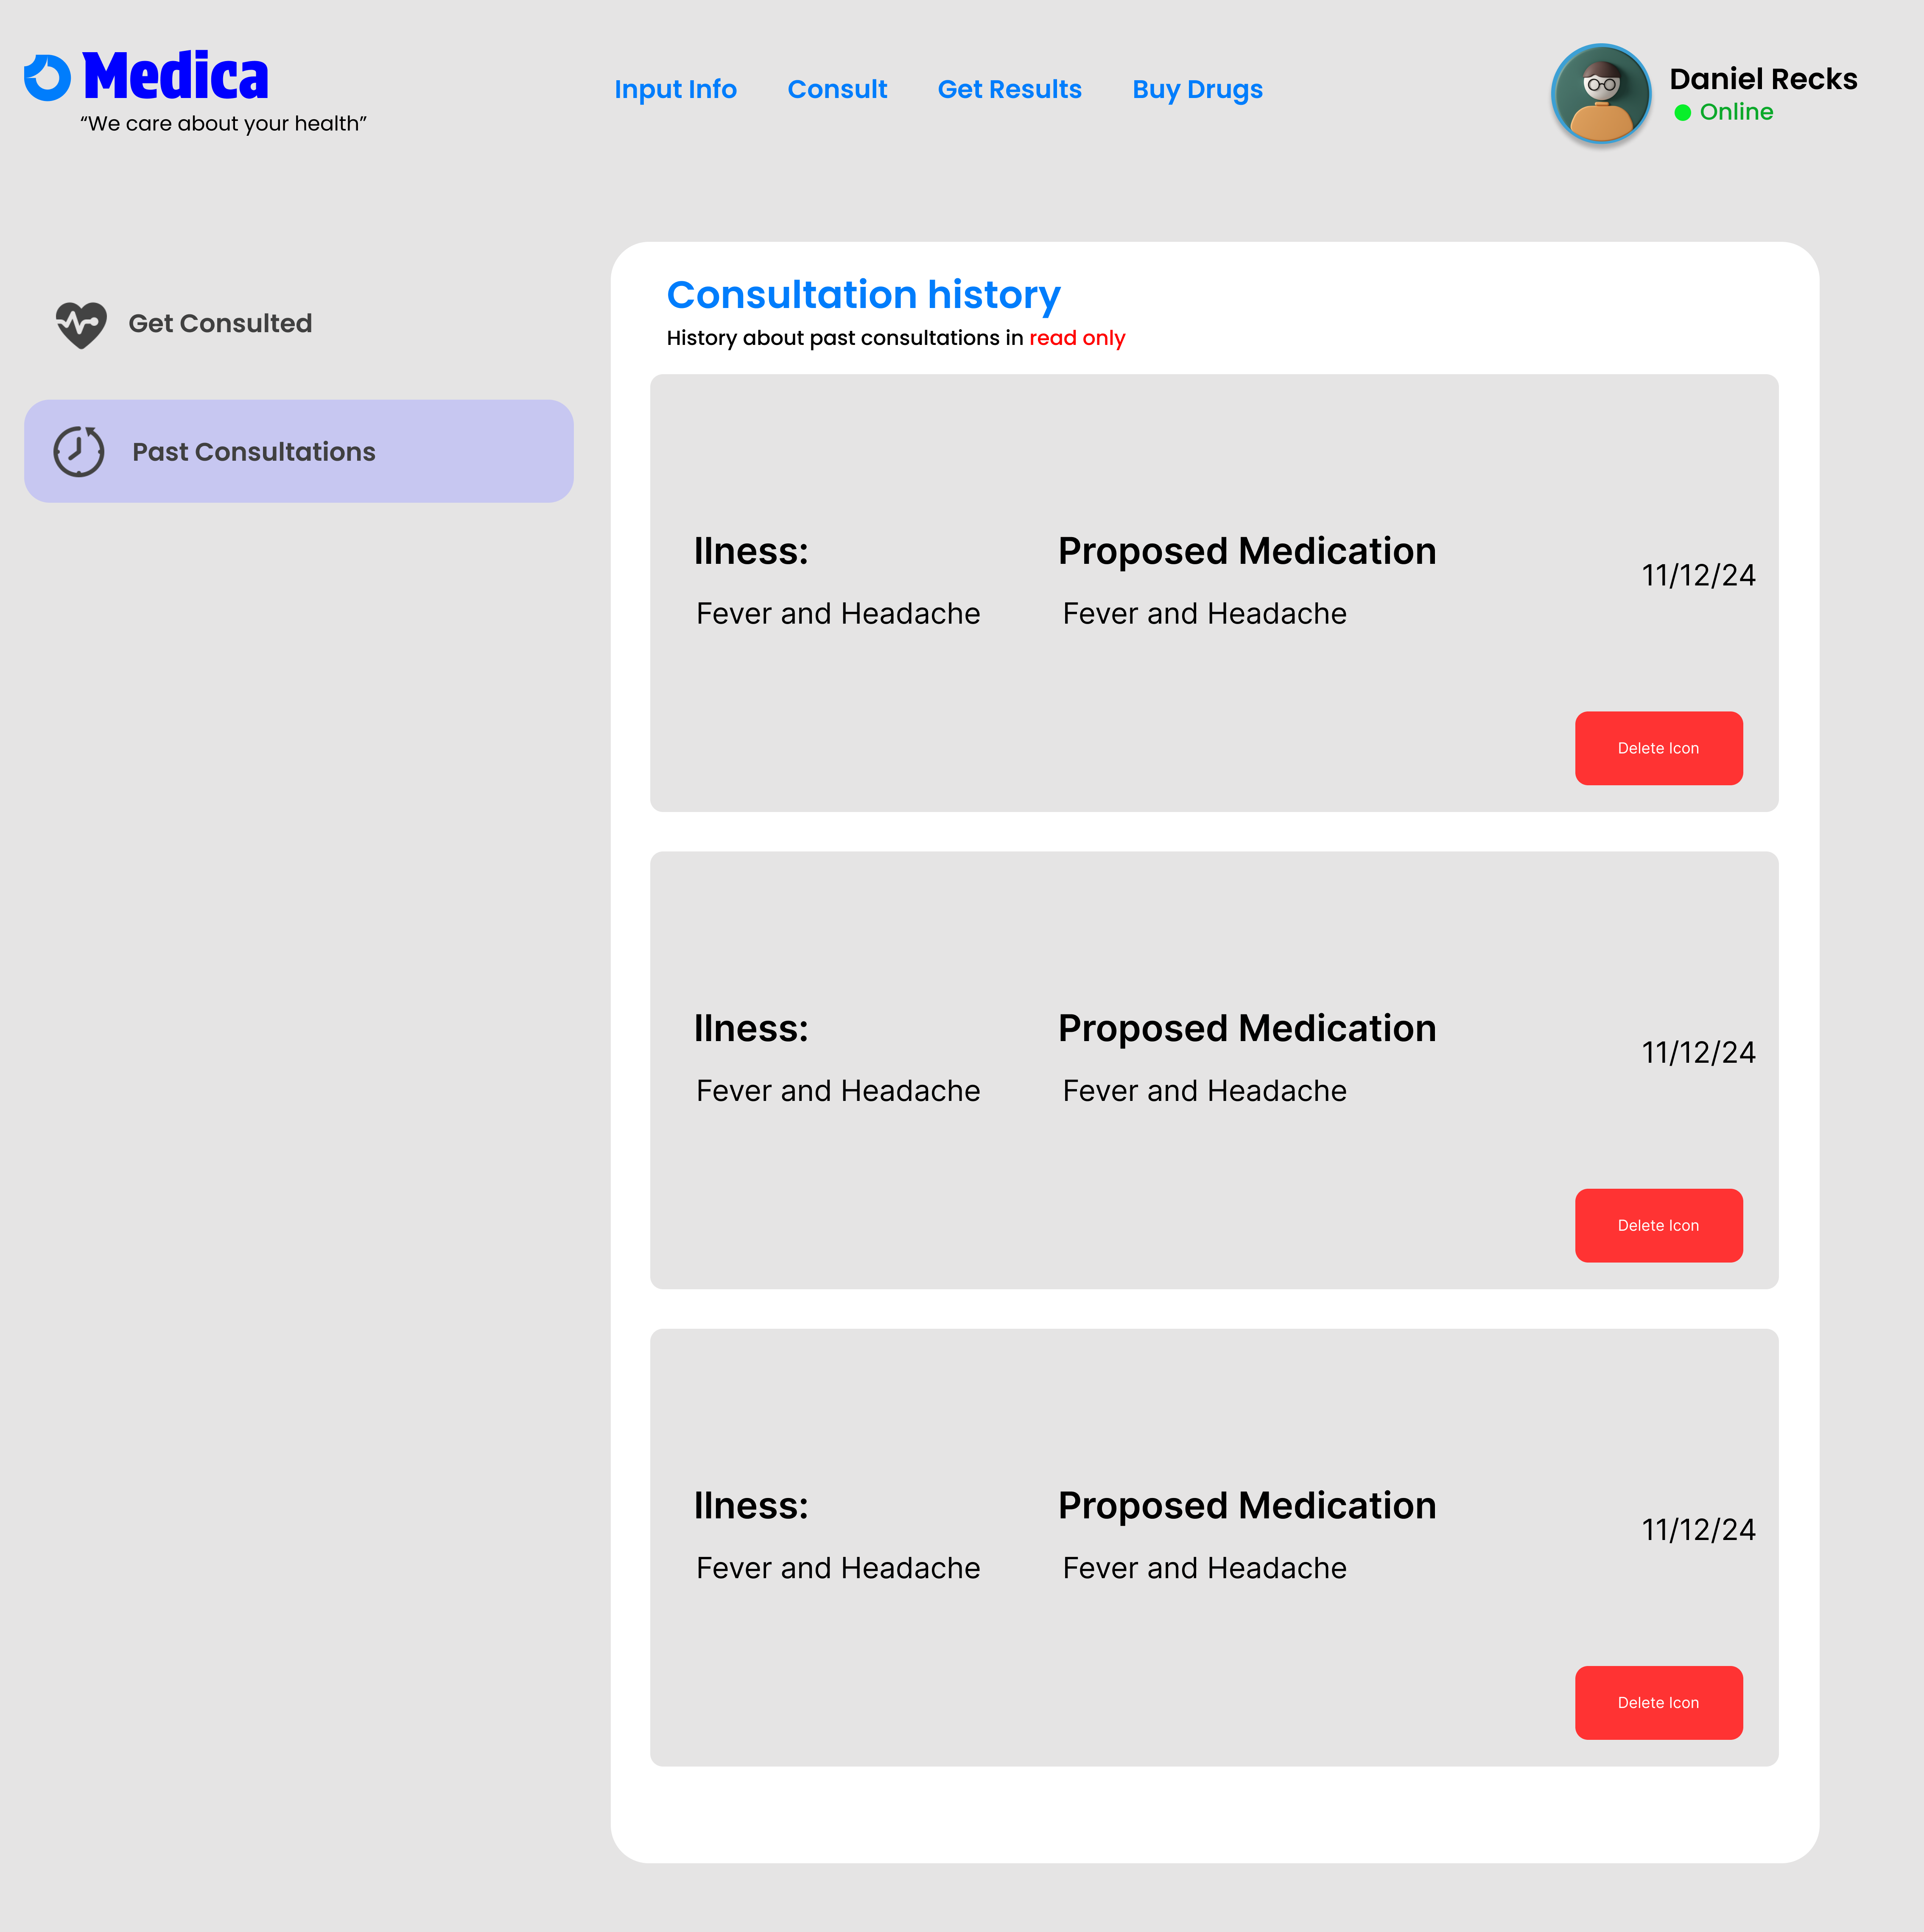 Medica
“We care about your health”
Input Info
Consult
Get Results
Buy Drugs
Daniel Recks
Online
Get Consulted
Past Consultations
Consultation history
History about past consultations in read only
Ilness:
Proposed Medication
11/12/24
Fever and Headache
Fever and Headache
Delete Icon
Ilness:
Proposed Medication
11/12/24
Fever and Headache
Fever and Headache
Delete Icon
Ilness:
Proposed Medication
11/12/24
Fever and Headache
Fever and Headache
Delete Icon